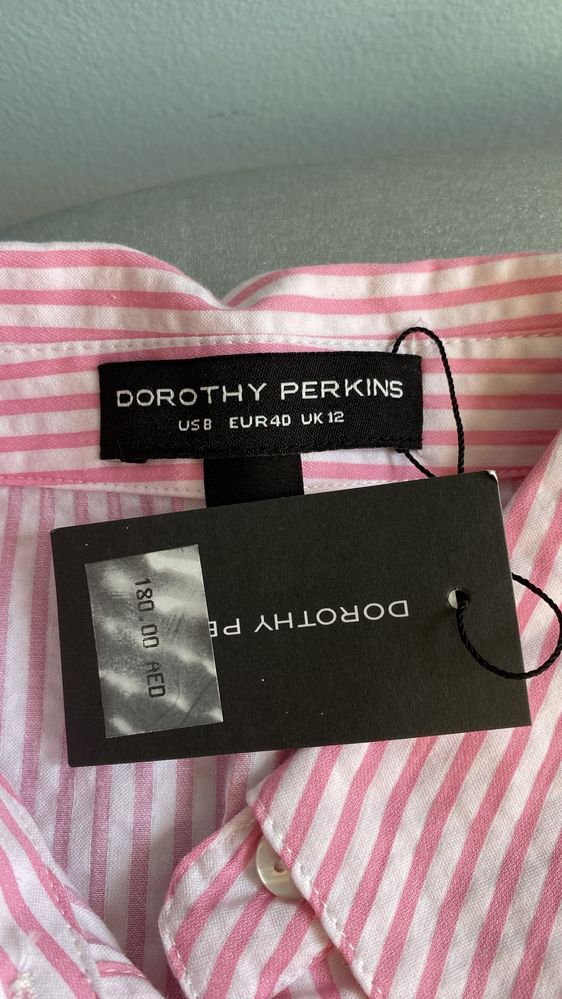 DOROTHY PERKINS
US8 EUR40 UK12
DOROTHY PE
180.00 AED